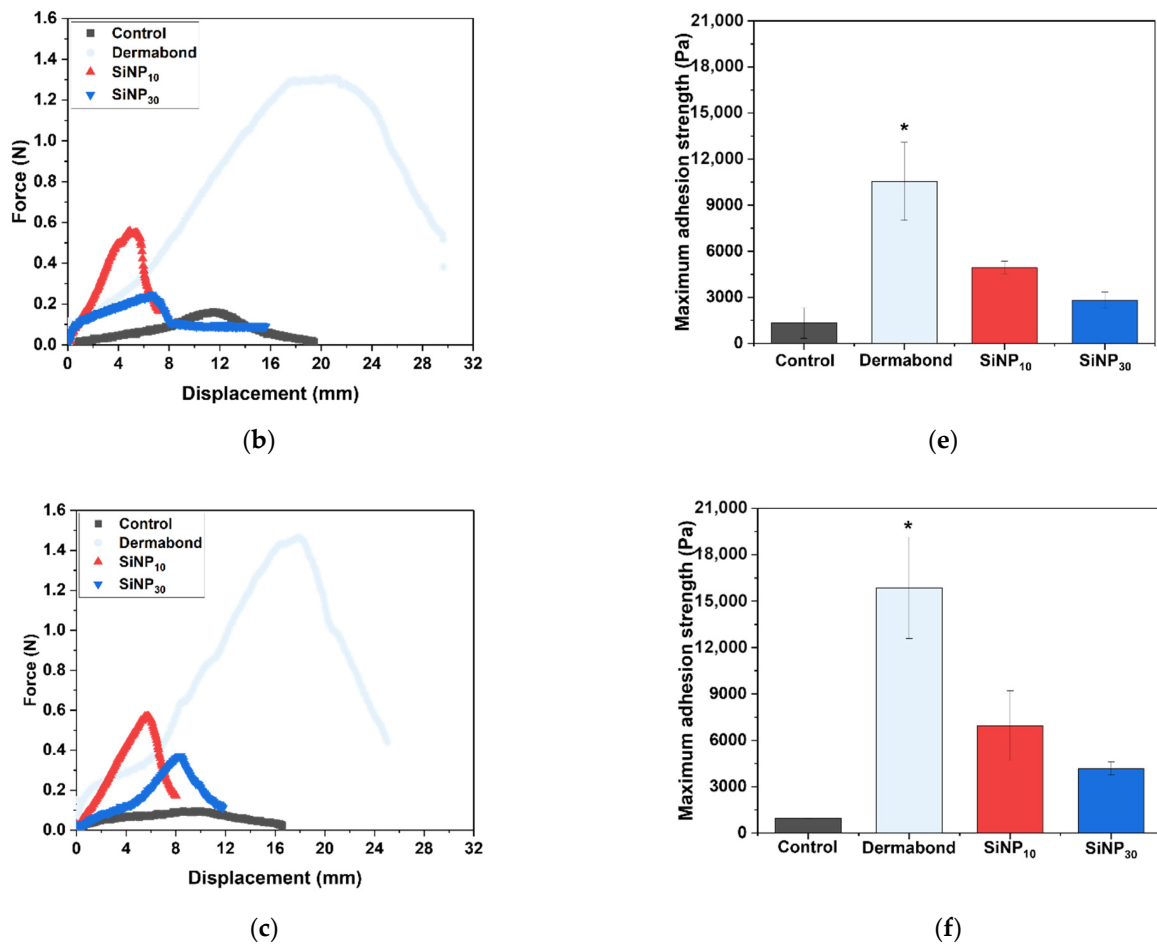 1.6
1.4
1.2
1.0
0.8
0.6
0.4
0.2
0.0
Force (N)
Control
Dermabond
SiNP10
SiNP30
0 4 8 12 16 20 24 28 32
Displacement (mm)
(b)
21,000
18,000
15,000
12,000
9000
6000
3000
0
Maximum adhesion strength (Pa)
*
Control Dermabond SiNP10 SiNP30
(e)
1.6
1.4
1.2
1.0
0.8
0.6
0.4
0.2
0.0
Force (N)
Control
Dermabond
SiNP10
SiNP30
0 4 8 12 16 20 24 28 32
Displacement (mm)
(c)
21,000
18,000
15,000
12,000
9000
6000
3000
0
Maximum adhesion strength (Pa)
*
Control Dermabond SiNP10 SiNP30
(f)